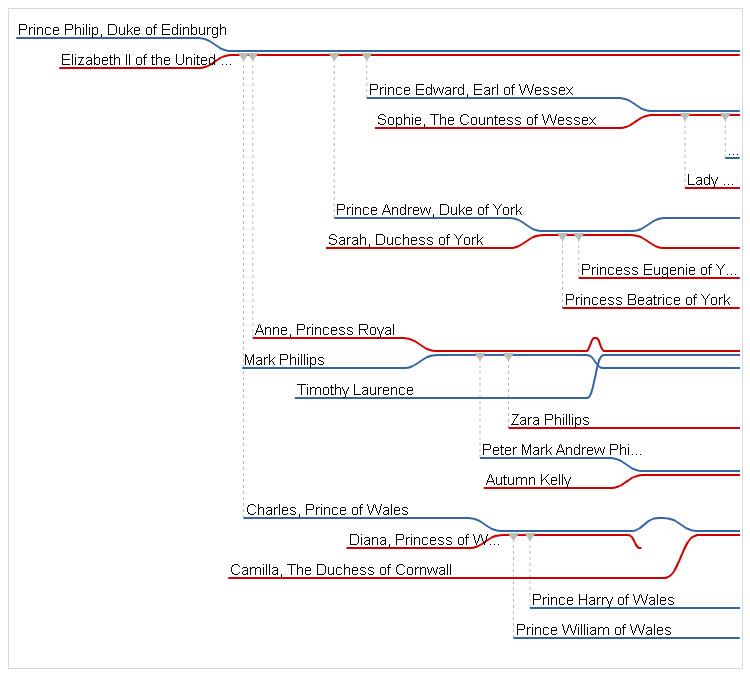 Prince Philip, Duke of Edinburgh
Elizabeth II of the United ...
Prince Edward, Earl of Wessex
Sophie, The Countess of Wessex
...
Lady ...
Prince Andrew, Duke of York
Sarah, Duchess of York
Princess Eugenie of Y...
Princess Beatrice of York
Anne, Princess Royal
Mark Phillips
Timothy Laurence
Zara Phillips
Peter Mark Andrew Phi...
Autumn Kelly
Charles, Prince of Wales
Diana, Princess of W...
Camilla, The Duchess of Cornwall
Prince Harry of Wales
Prince William of Wales